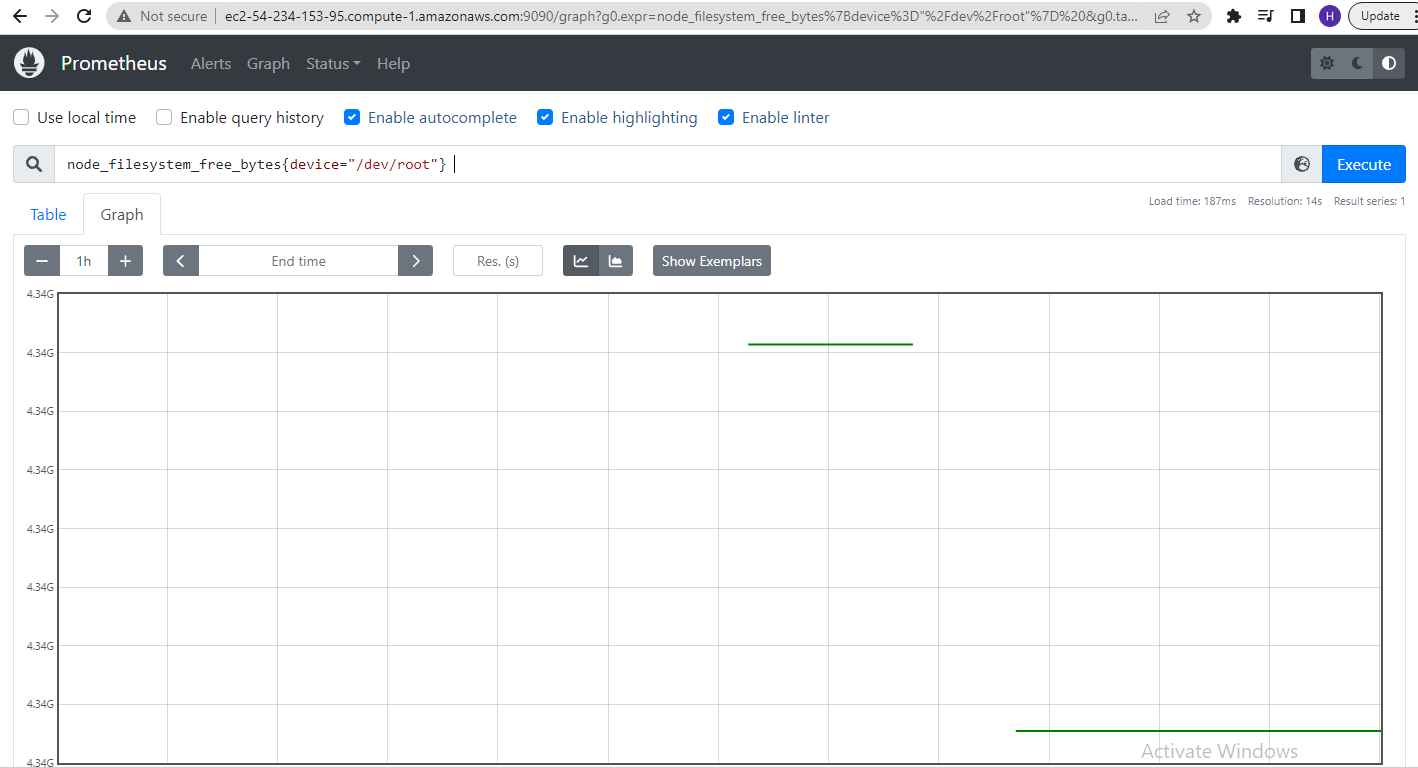 Not secure ec2-54-234-153-95.compute-1.amazonaws.com:9090/graph?g0.expr=node_filesystem_free_bytes%7Bdevice%3D"%2Fdev%2Froot"%7D%20&g0.ta... H Update
Prometheus Alerts Graph Status Help
Use local time Enable query history Enable autocomplete Enable highlighting Enable linter
node_filesystem_free_bytes{device="/dev/root"} Execute
Load time: 187ms Resolution: 14s Result series: 1
Table Graph
1h End time Res. (s) Show Exemplars
4.34G
4.34G
4.34G
4.34G
4.34G
4.34G
4.34G
4.34G
Activate Windows
4.34G